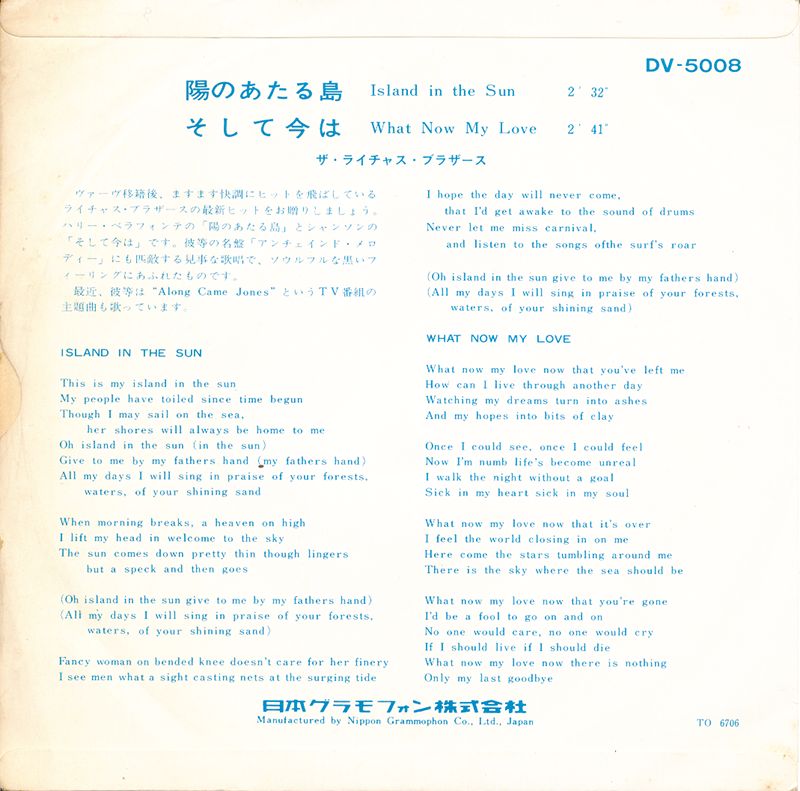 DV-5008
陽のあたる島 Island in the Sun 2' 32"
そして今は What Now My Love 2' 41"
ザ・ライチャス・ブラザース
ヴァーヴ移籍後、ますます快調にヒットを飛ばしている
ライチャス・ブラザースの最新ヒットをお贈りしましょう。
ハリー・ベラフォンテの「陽のあたる島」とシャンソンの
「そして今は」です。彼等の名盤「アンチェインド・メロ
ディー」にも匹敵する見事な歌唱で、ソウルフルな黒いフ
ィーリングにあふれたものです。
最近、彼等は“Along Came Jones”というTV番組の
主題曲も歌っています。
ISLAND IN THE SUN
This is my island in the sun
My people have toiled since time begun
Though I may sail on the sea,
her shores will always be home to me
Oh island in the sun (in the sun)
Give to me by my fathers hand (my fathers hand)
All my days I will sing in praise of your forests,
waters, of your shining sand
When morning breaks, a heaven on high
I lift my head in welcome to the sky
The sun comes down pretty thin though lingers
but a speck and then goes
(Oh island in the sun give to me by my fathers hand)
(All my days I will sing in praise of your forests,
waters, of your shining sand)
Fancy woman on bended knee doesn't care for her finery
I see men what a sight casting nets at the surging tide
I hope the day will never come,
that I'd get awake to the sound of drums
Never let me miss carnival,
and listen to the songs ofthe surf's roar
(Oh island in the sun give to me by my fathers hand)
(All my days I will sing in praise of your forests,
waters, of your shining sand)
WHAT NOW MY LOVE
What now my love now that you've left me
How can I live through another day
Watching my dreams turn into ashes
And my hopes into bits of clay
Once I could see, once I could feel
Now I'm numb life's become unreal
I walk the night without a goal
Sick in my heart sick in my soul
What now my love now that it's over
I feel the world closing in on me
Here come the stars tumbling around me
There is the sky where the sea should be
What now my love now that you're gone
I'd be a fool to go on and on
No one would care, no one would cry
If I should live if I should die
What now my love now there is nothing
Only my last goodbye
日本グラモフォン株式会社
Manufactured by Nippon Grammophon Co., Ltd., Japan
TO 6706